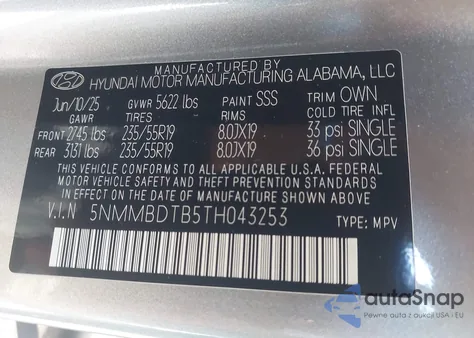 MANUFACTURED BY
HYUNDAI MOTOR MANUFACTURING ALABAMA, LLC
Jun/10/25 GVWR 5622 lbs PAINT SSS TRIM OWN
GAWR TIRES RIMS COLD TIRE INFL
FRONT 2745 lbs 235/55R19 8.0JX19 33 psi SINGLE
REAR 3131 lbs 235/55R19 8.0JX19 36 psi SINGLE
THIS VEHICLE CONFORMS TO ALL APPLICABLE U.S.A. FEDERAL
MOTOR VEHICLE SAFETY AND THEFT PREVENTION STANDARDS
IN EFFECT ON THE DATE OF MANUFACTURE SHOWN ABOVE.
V.I.N 5NMMBDTB5TH043253 TYPE: MPV
autoSnap
Pewne auta z aukcji USA i EU